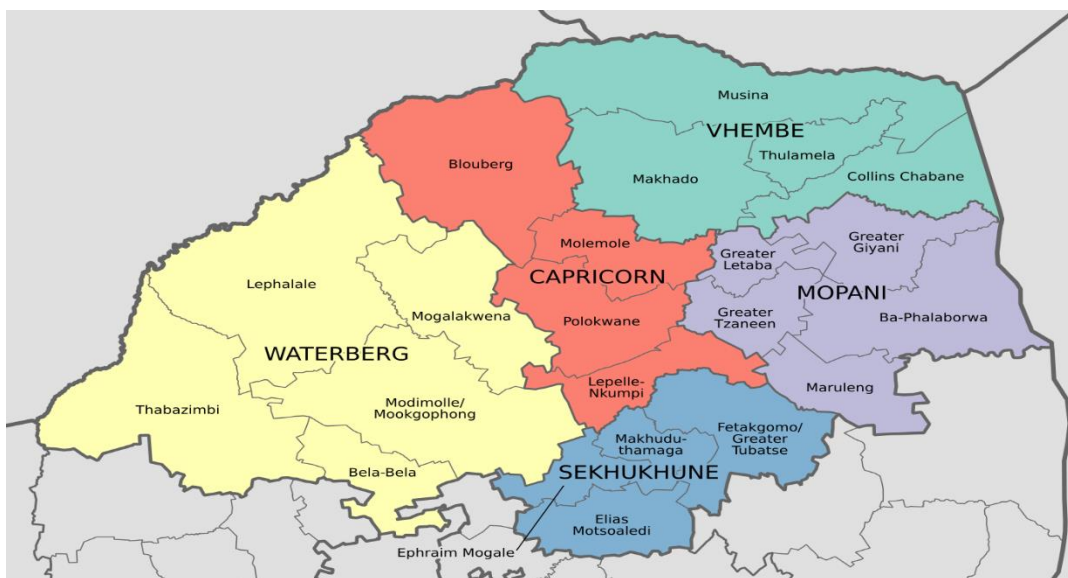 Musina
VHEMBE
Thulamela
Makhado
Collins Chabane
Blouberg
Molemole
CAPRICORN
Polokwane
Lepelle-
Nkumpi
Greater
Letaba
Greater
Giyani
MOPANI
Greater
Tzaneen
Ba-Phalaborwa
Maruleng
Lephalale
Mogalakwena
WATERBERG
Modimolle/
Mookgophong
Thabazimbi
Bela-Bela
Makhudu-
thamaga
Fetakgomo/
Greater
Tubatse
SEKHUKHUNE
Elias
Motsoaledi
Ephraim Mogale